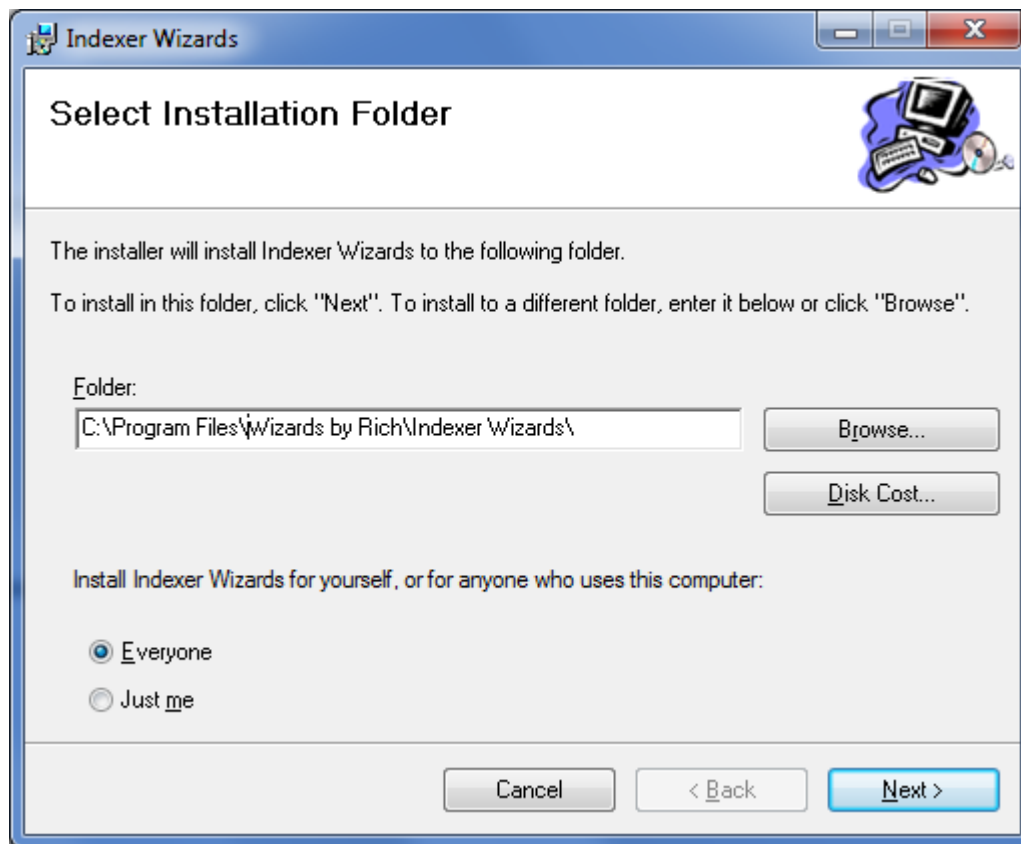 Indexer Wizards
Select Installation Folder
The installer will install Indexer Wizards to the following folder.
To install in this folder, click "Next". To install to a different folder, enter it below or click "Browse".
Folder:
C:\Program Files\Wizards by Rich\Indexer Wizards\
Browse...
Disk Cost...
Install Indexer Wizards for yourself, or for anyone who uses this computer:
Everyone
Just me
Cancel
< Back
Next >